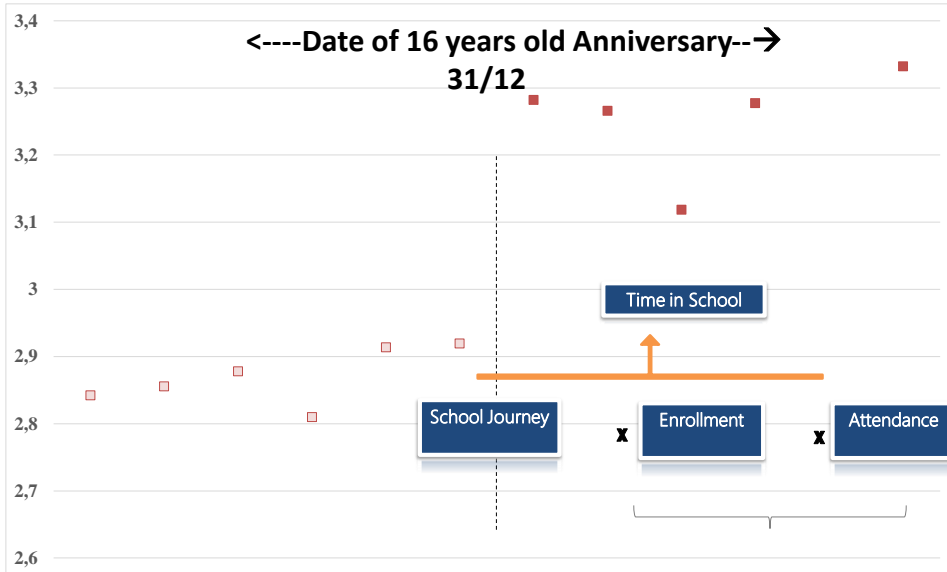 <----Date of 16 years old Anniversary--→
31/12
3,4
3,3
3,2
3,1
3
2,9
2,8
2,7
2,6
Time in School
School Journey
x
Enrollment
x
Attendance